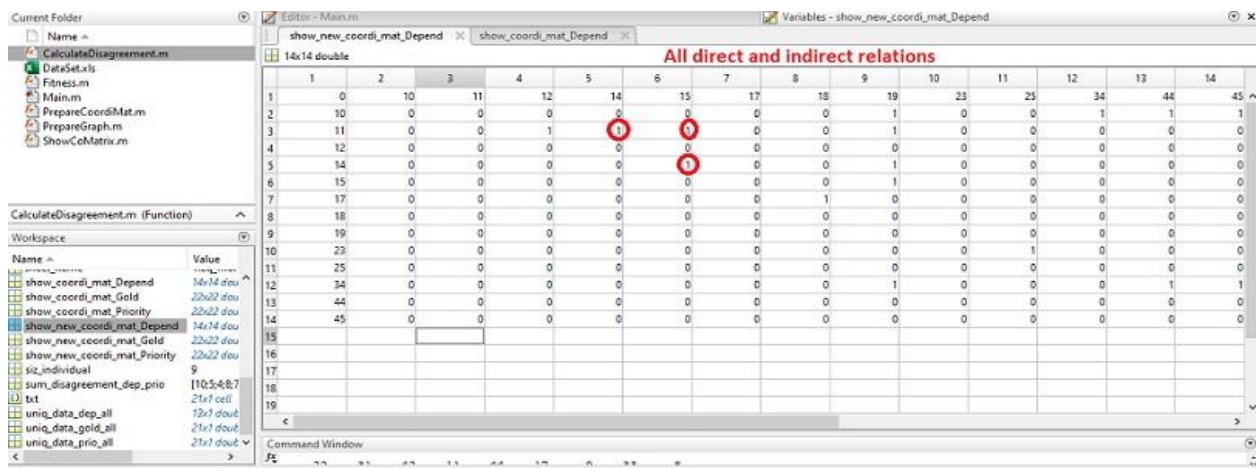 Current Folder
Name
CalculateDisagreement.m
DataSet.xls
Fitness.m
Main.m
PrepareCoordiMat.m
PrepareGraph.m
ShowCoMatrix.m
CalculateDisagreement.m (Function)
Workspace
Name Value
show_coordi_mat_Depend 14x14 dou
show_coordi_mat_Gold 22x22 dou
show_coordi_mat_Priority 22x22 dou
show_new_coordi_mat_Depend 14x14 dou
show_new_coordi_mat_Gold 22x22 dou
show_new_coordi_mat_Priority 22x22 dou
siz_individual 9
sum_disagreement_dep_prio [10;5;4;8;7
txt 21x1 cell
uniq_data_dep_all 13x1 doub
uniq_data_gold_all 21x1 doub
uniq_data_prio_all 21x1 doub
Editor - Main.m
Variables - show_new_coordi_mat_Depend
show_new_coordi_mat_Depend show_coordi_mat_Depend
14x14 double
All direct and indirect relations
1 2 3 4 5 6 7 8 9 10 11 12 13 14
1 0 10 11 12 14 15 17 18 19 23 25 34 44 45
2 10 0 0 0 0 0 0 0 1 0 0 1 1 1
3 11 0 0 1 1 1 0 0 1 0 0 0 0 0
4 12 0 0 0 0 0 0 0 0 0 0 0 0 0
5 14 0 0 0 0 1 0 0 1 0 0 0 0 0
6 15 0 0 0 0 0 0 0 1 0 0 0 0 0
7 17 0 0 0 0 0 0 1 0 0 0 0 0 0
8 18 0 0 0 0 0 0 0 0 0 0 0 0 0
9 19 0 0 0 0 0 0 0 0 0 0 0 0 0
10 23 0 0 0 0 0 0 0 0 0 1 0 0 0
11 25 0 0 0 0 0 0 0 0 0 0 0 0 0
12 34 0 0 0 0 0 0 0 1 0 0 0 1 1
13 44 0 0 0 0 0 0 0 0 0 0 0 0 0
14 45 0 0 0 0 0 0 0 0 0 0 0 0 0
15
16
17
18
19
Command Window